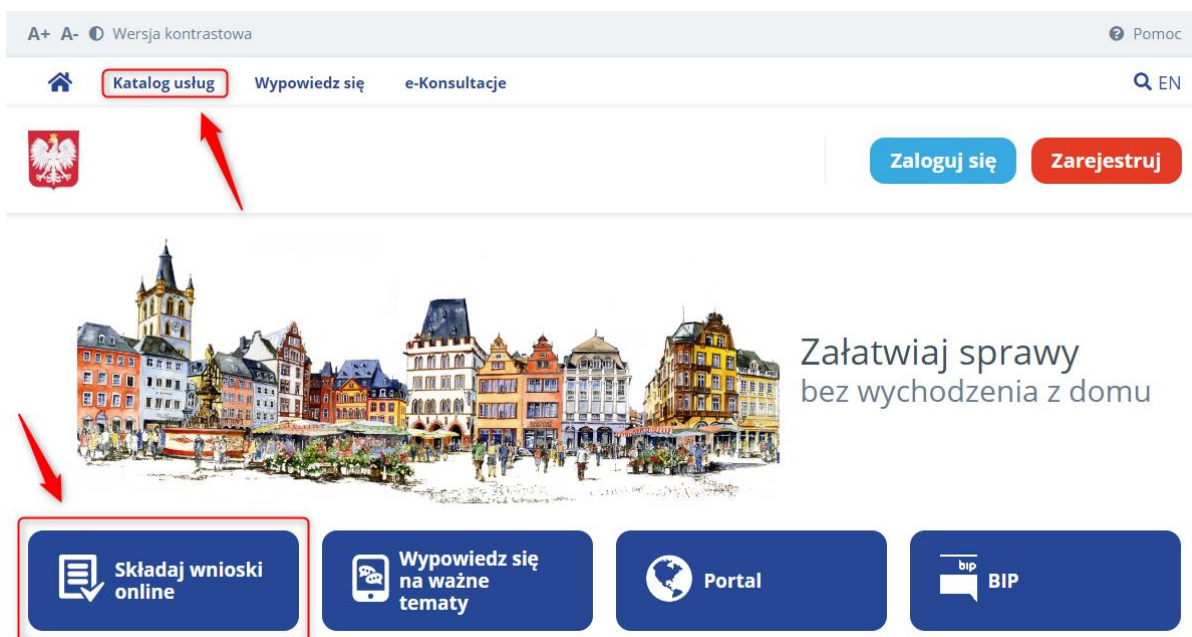 A+ A- Wersja kontrastowa
Pomoc
Katalog usług
Wypowiedz się
e-Konsultacje
EN
Zaloguj się
Zarejestruj
Załatwiaj sprawy
bez wychodzenia z domu
Składaj wnioski
online
Wypowiedz się
na ważne
tematy
Portal
bip
BIP